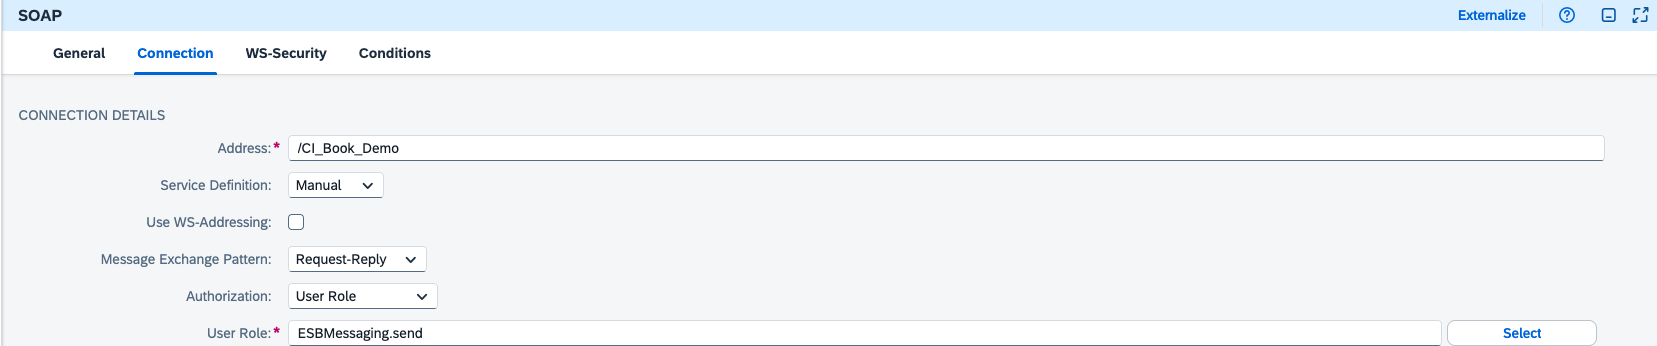 SOAP
Externalize
General Connection WS-Security Conditions
CONNECTION DETAILS
Address:* /CI_Book_Demo
Service Definition: Manual
Use WS-Addressing:
Message Exchange Pattern: Request-Reply
Authorization: User Role
User Role:* ESBMessaging.send Select